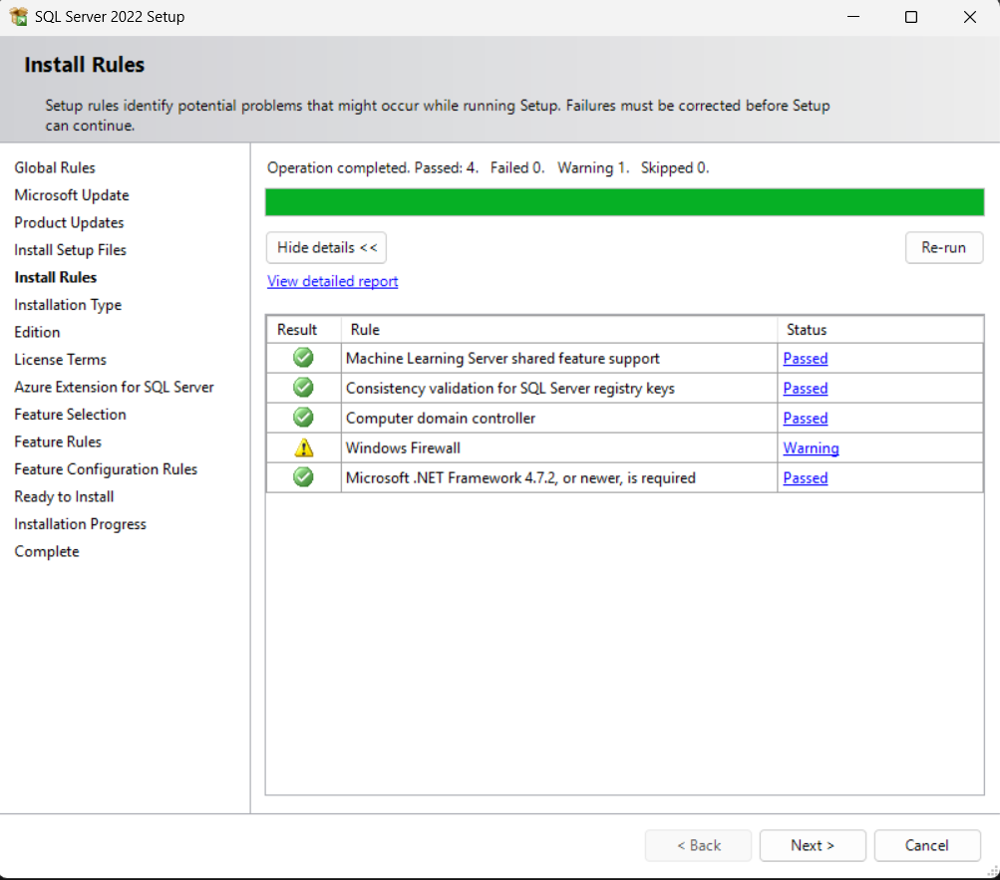 SQL Server 2022 Setup
Install Rules
Setup rules identify potential problems that might occur while running Setup. Failures must be corrected before Setup
can continue.
Global Rules
Microsoft Update
Product Updates
Install Setup Files
Install Rules
Installation Type
Edition
License Terms
Azure Extension for SQL Server
Feature Selection
Feature Rules
Feature Configuration Rules
Ready to Install
Installation Progress
Complete
Operation completed. Passed: 4. Failed 0. Warning 1. Skipped 0.
Hide details << Re-run
View detailed report
Result Rule Status
Machine Learning Server shared feature support Passed
Consistency validation for SQL Server registry keys Passed
Computer domain controller Passed
Windows Firewall Warning
Microsoft .NET Framework 4.7.2, or newer, is required Passed
< Back Next > Cancel